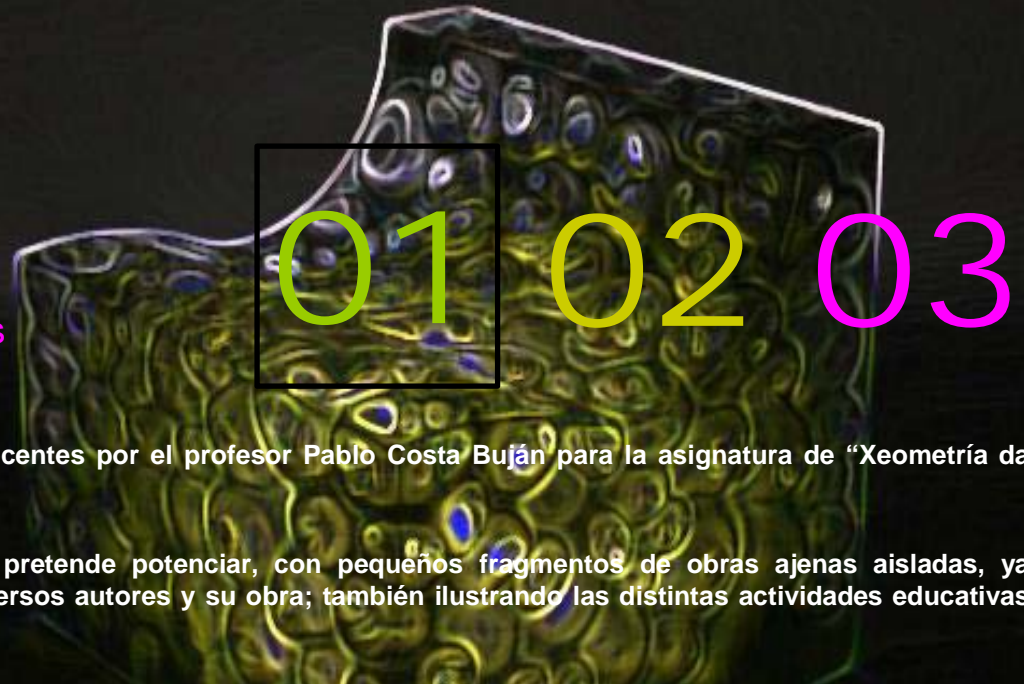 01 02 03
s
centes por el profesor Pablo Costa Buján para la asignatura de “Xeometría da
pretende potenciar, con pequeños fragmentos de obras ajenas aisladas, ya
ersos autores y su obra; también ilustrando las distintas actividades educativas